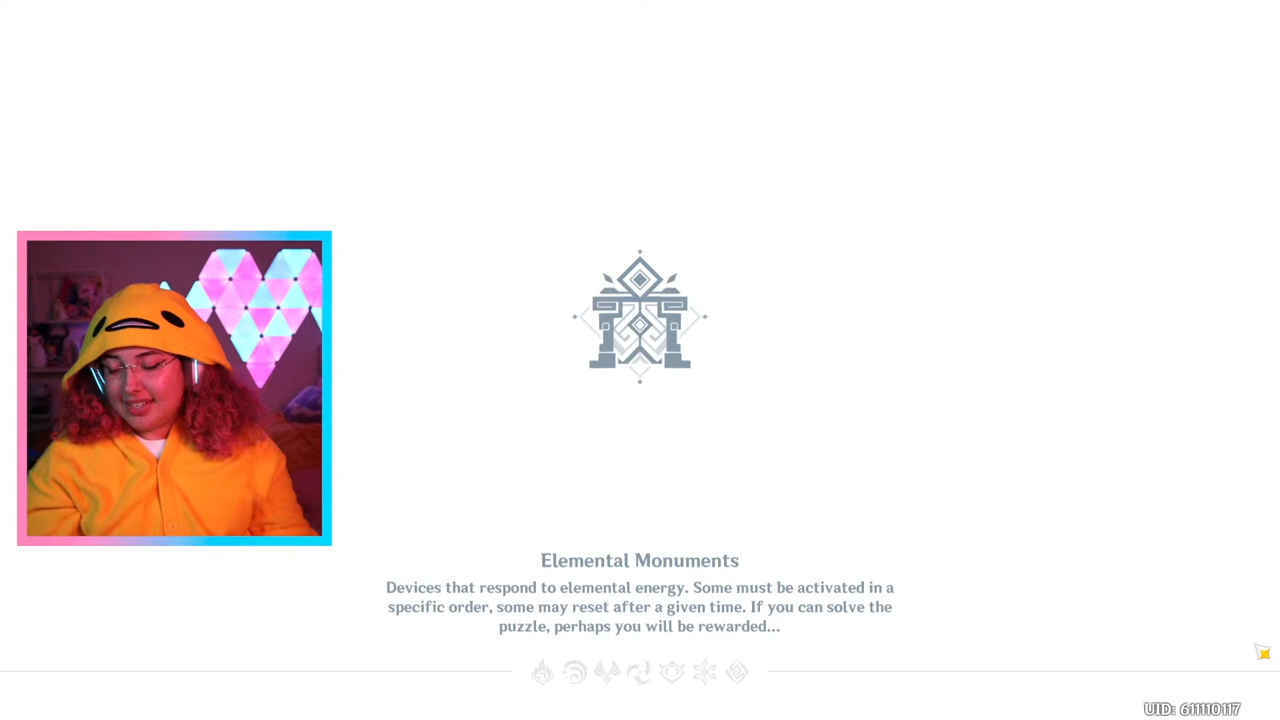 Elemental Monuments
Devices that respond to elemental energy. Some must be activated in a
specific order, some may reset after a given time. If you can solve the
puzzle, perhaps you will be rewarded...
UID: 611110117